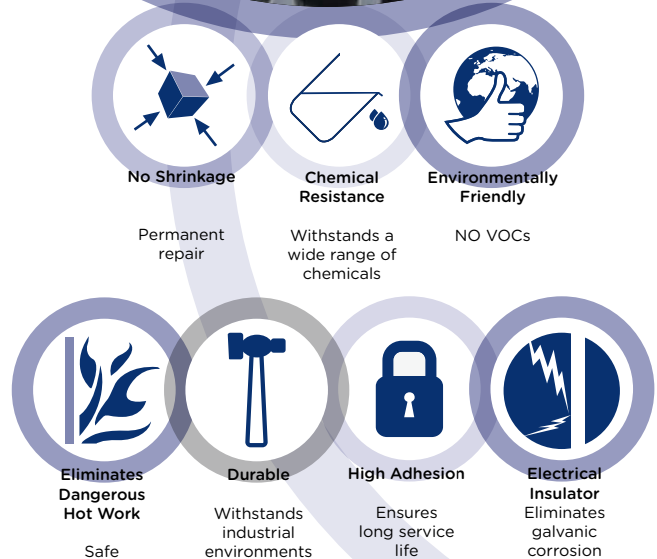 No Shrinkage
Permanent
repair
Chemical
Resistance
Withstands a
wide range of
chemicals
Environmentally
Friendly
NO VOCs
Eliminates
Dangerous
Hot Work
Safe
Durable
Withstands
industrial
environments
High Adhesion
Ensures
long service
life
Electrical
Insulator
Eliminates
galvanic
corrosion